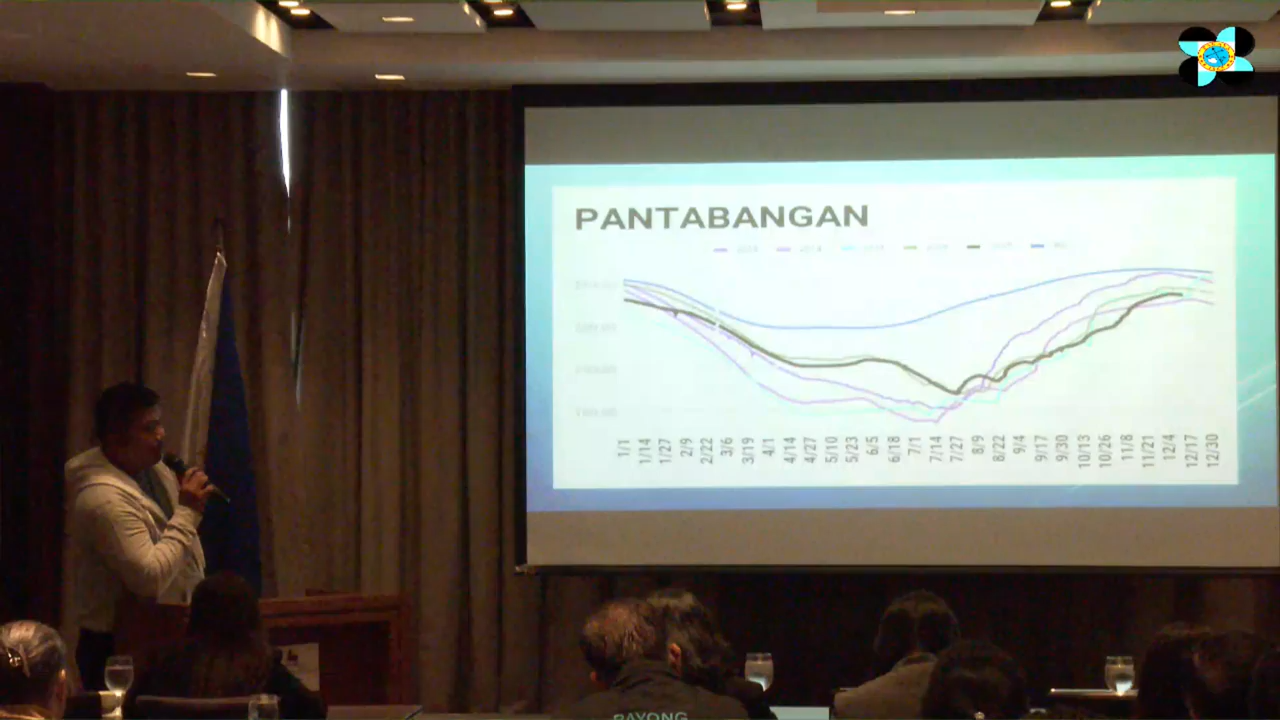 PANTABANGAN
1/1 1/14 1/27 2/9 2/22 3/6 3/19 4/1 4/14 4/27 5/10 5/23 6/5 6/18 7/1 7/14 7/27 8/9 8/22 9/4 9/17 9/30 10/13 10/26 11/8 11/21 12/4 12/17 12/30
PAYONG